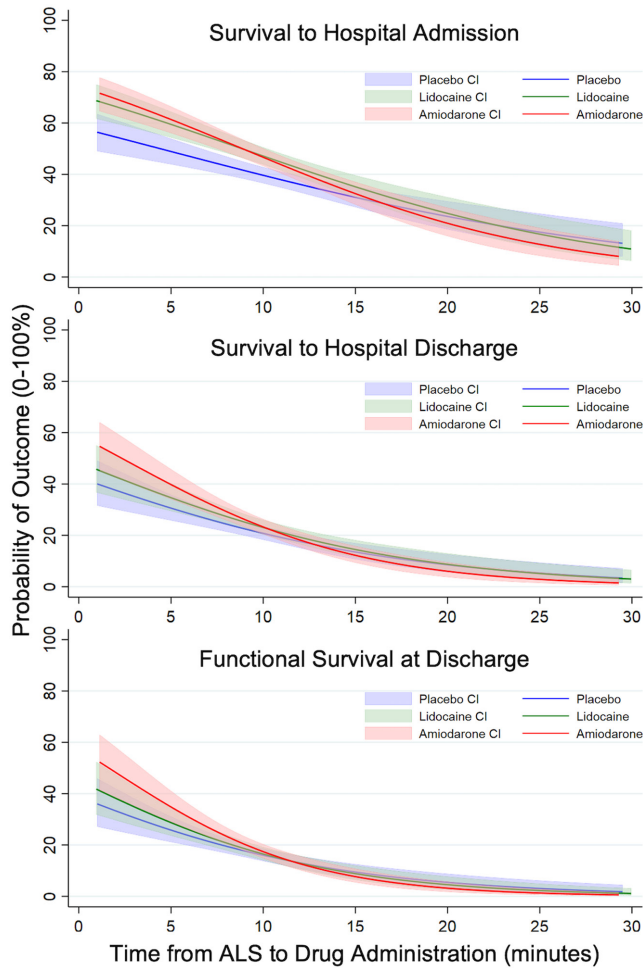 Probability of Outcome (0-100%)
Survival to Hospital Admission
Placebo CI Placebo
Lidocaine CI Lidocaine
Amiodarone CI Amiodarone
100
80
60
40
20
0
0 5 10 15 20 25 30
Survival to Hospital Discharge
Placebo CI Placebo
Lidocaine CI Lidocaine
Amiodarone CI Amiodarone
100
80
60
40
20
0
0 5 10 15 20 25 30
Functional Survival at Discharge
Placebo CI Placebo
Lidocaine CI Lidocaine
Amiodarone CI Amiodarone
100
80
60
40
20
0
0 5 10 15 20 25 30
Time from ALS to Drug Administration (minutes)